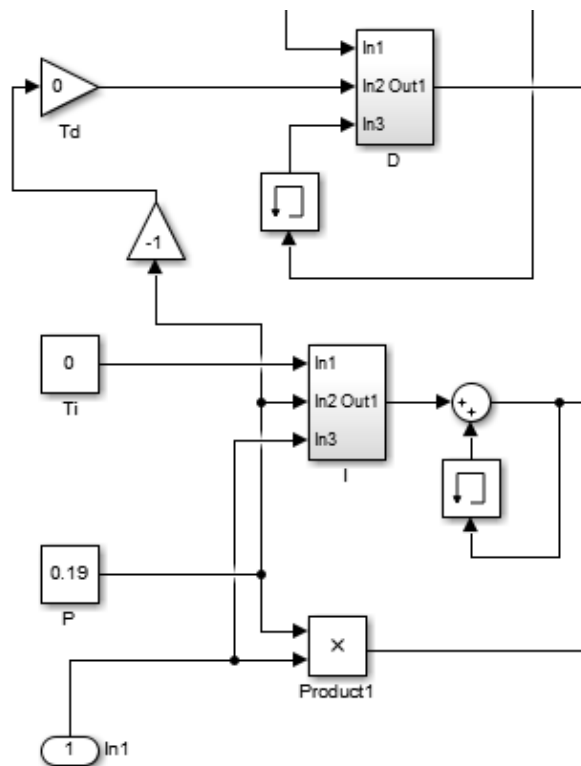 In1
0
In2 Out1
Td
In3
D
-1
In1
0
In2 Out1
Ti
In3
I
0.19
P
×
Product1
1
In1